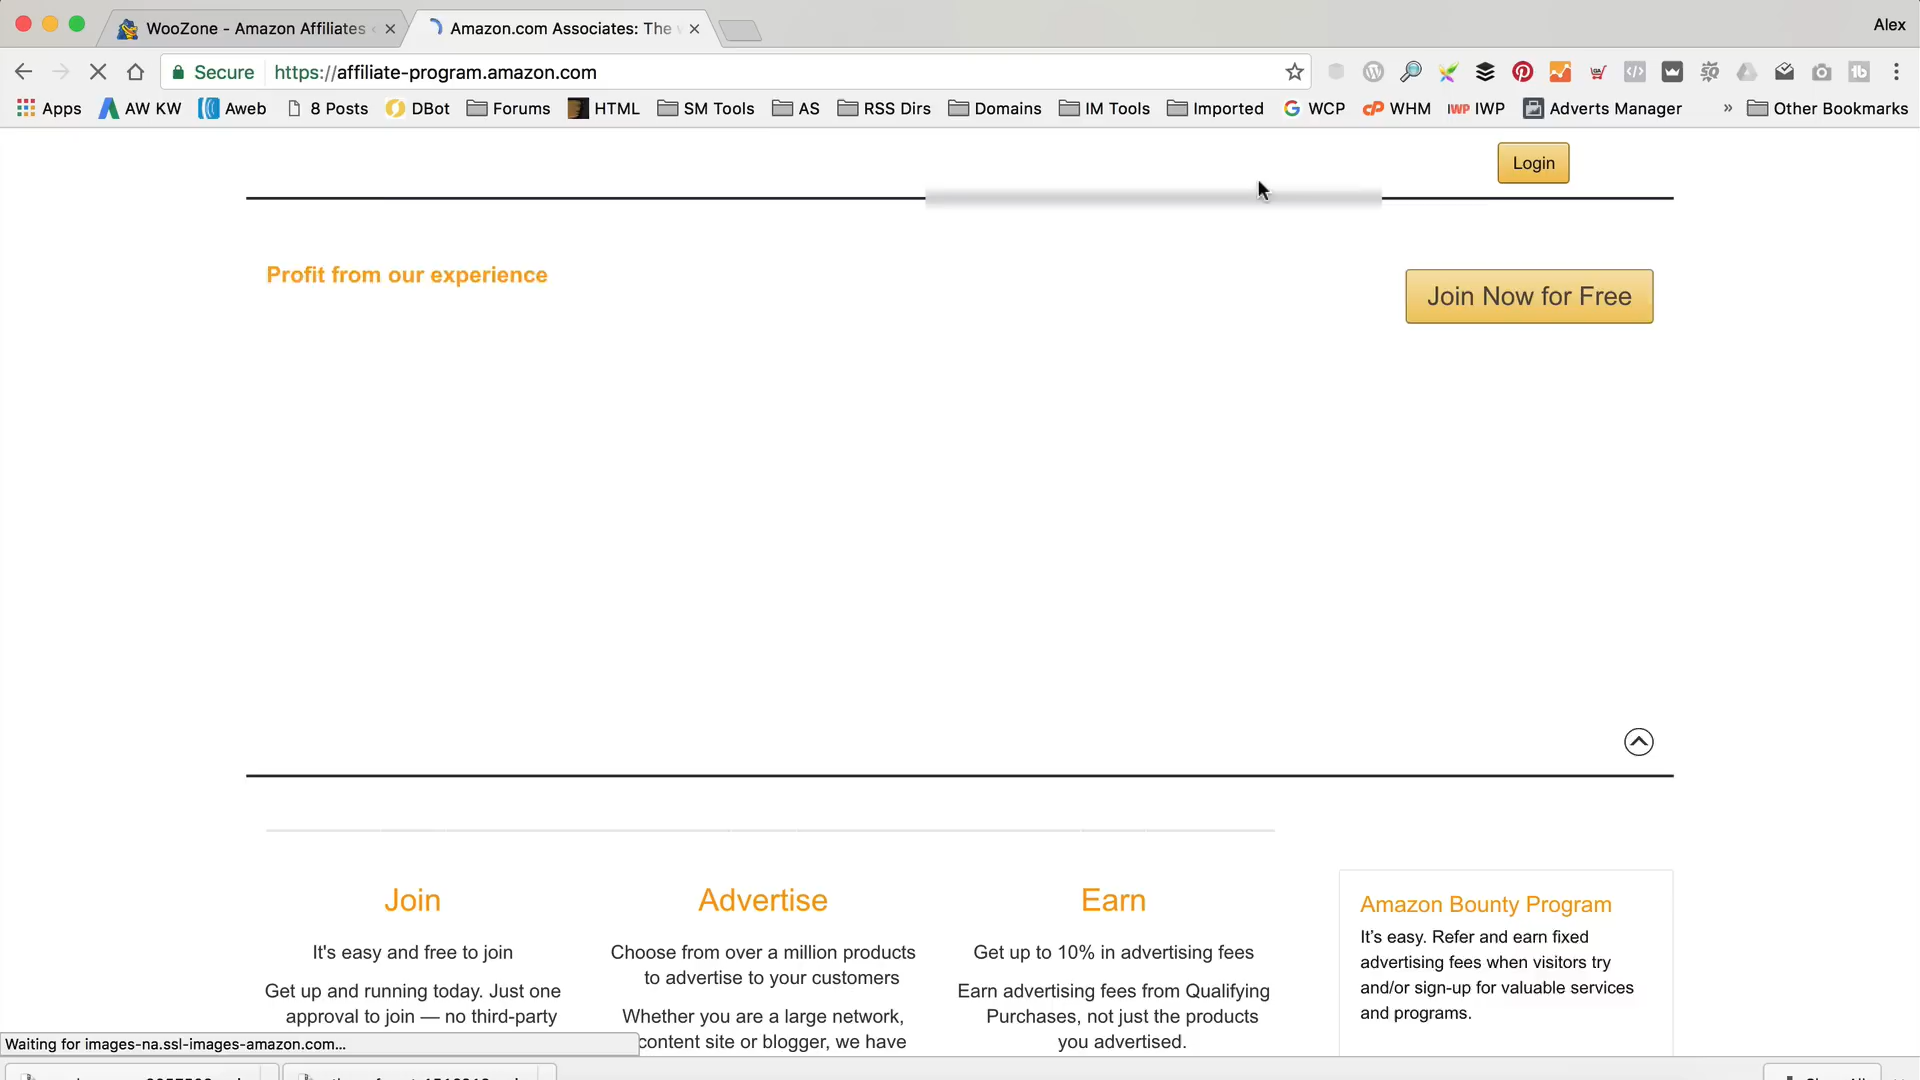 WooZone - Amazon Affiliates
Amazon.com Associates: The
Alex
Secure https://affiliate-program.amazon.com
Apps AW KW Aweb 8 Posts DBot Forums HTML SM Tools AS RSS Dirs Domains IM Tools Imported WCP WHM IWP Adverts Manager » Other Bookmarks
Login
Profit from our experience
Join Now for Free
Join
It's easy and free to join
Get up and running today. Just one
approval to join — no third-party
Advertise
Choose from over a million products
to advertise to your customers
Whether you are a large network,
content site or blogger, we have
Earn
Get up to 10% in advertising fees
Earn advertising fees from Qualifying
Purchases, not just the products
you advertised.
Amazon Bounty Program
It's easy. Refer and earn fixed
advertising fees when visitors try
and/or sign-up for valuable services
and programs.
Waiting for images-na.ssl-images-amazon.com...